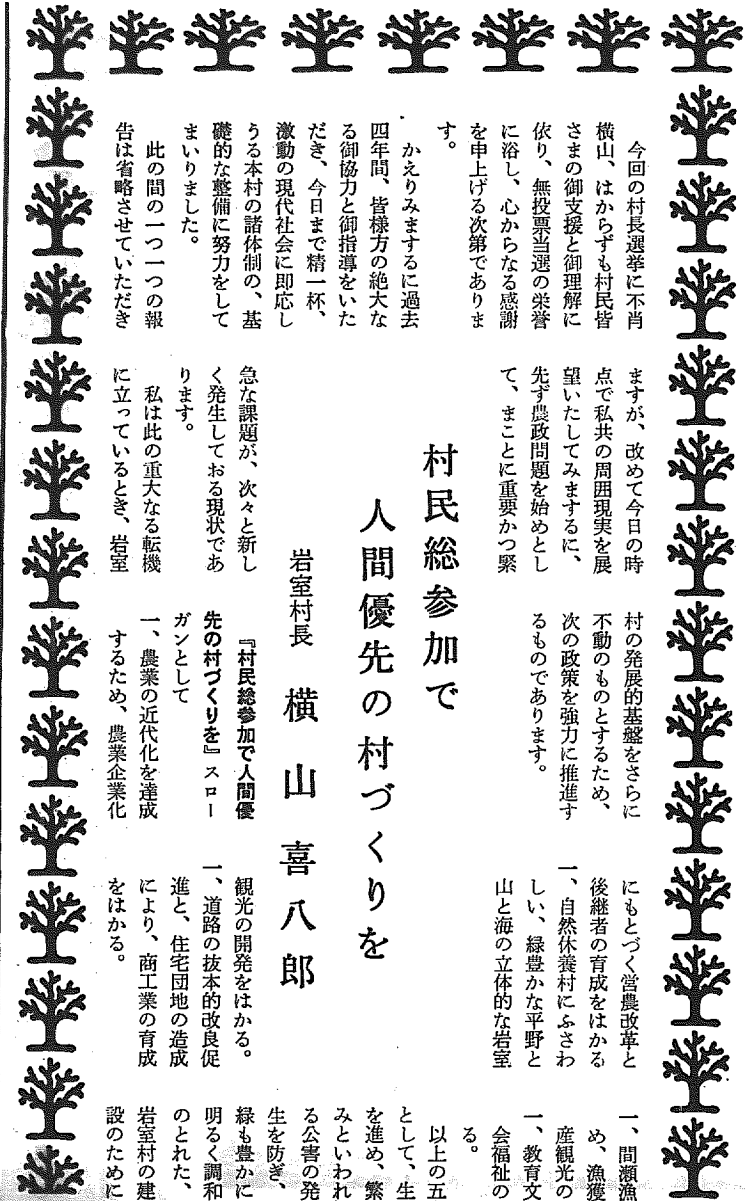 村民総参加で
人間優先の村づくりを
岩室村長　横山喜八郎
今回の村長選挙に不肖
横山、はからずも村民皆
さまの御支援と御理解に
依り、無投票当選の栄誉
に浴し、心からなる感謝
を申上げる次第でありま
す。
かえりみまするに過去
四年間、皆様方の絶大な
る御協力と御指導をいた
だき、今日まで精一杯、
激動の現代社会に即応し
うる本村の諸体制の、基
礎的な整備に努力をして
まいりました。
此の間の一つ一つの報
告は省略させていただき
ますが、改めて今日の時
点で私共の周囲現実を展
望いたしてみまするに、
先ず農政問題を始めとし
て、まことに重要かつ緊
急な課題が、次々と新し
く発生しておる現状であ
ります。
私は此の重大なる転機
に立っているとき、岩室
村の発展的基盤をさらに
不動のものとするため、
次の政策を強力に推進す
るものであります。
『村民総参加で人間優
先の村づくりを』スロー
ガンとして
一、農業の近代化を達成
するため、農業企業化
にもとづく営農改革と
後継者の育成をはかる
一、自然休養村にふさわ
しい、緑豊かな平野と
山と海の立体的な岩室
観光の開発をはかる。
一、道路の抜本的改良促
進と、住宅団地の造成
により、商工業の育成
をはかる。
一、間瀬漁
め、漁獲
産観光の
一、教育文
会福祉の
る。
以上の五
として、生
を進め、繁
みといわれ
る公害の発
生を防ぎ、
緑も豊かに
明るく調和
のとれた、
岩室村の建
設のために